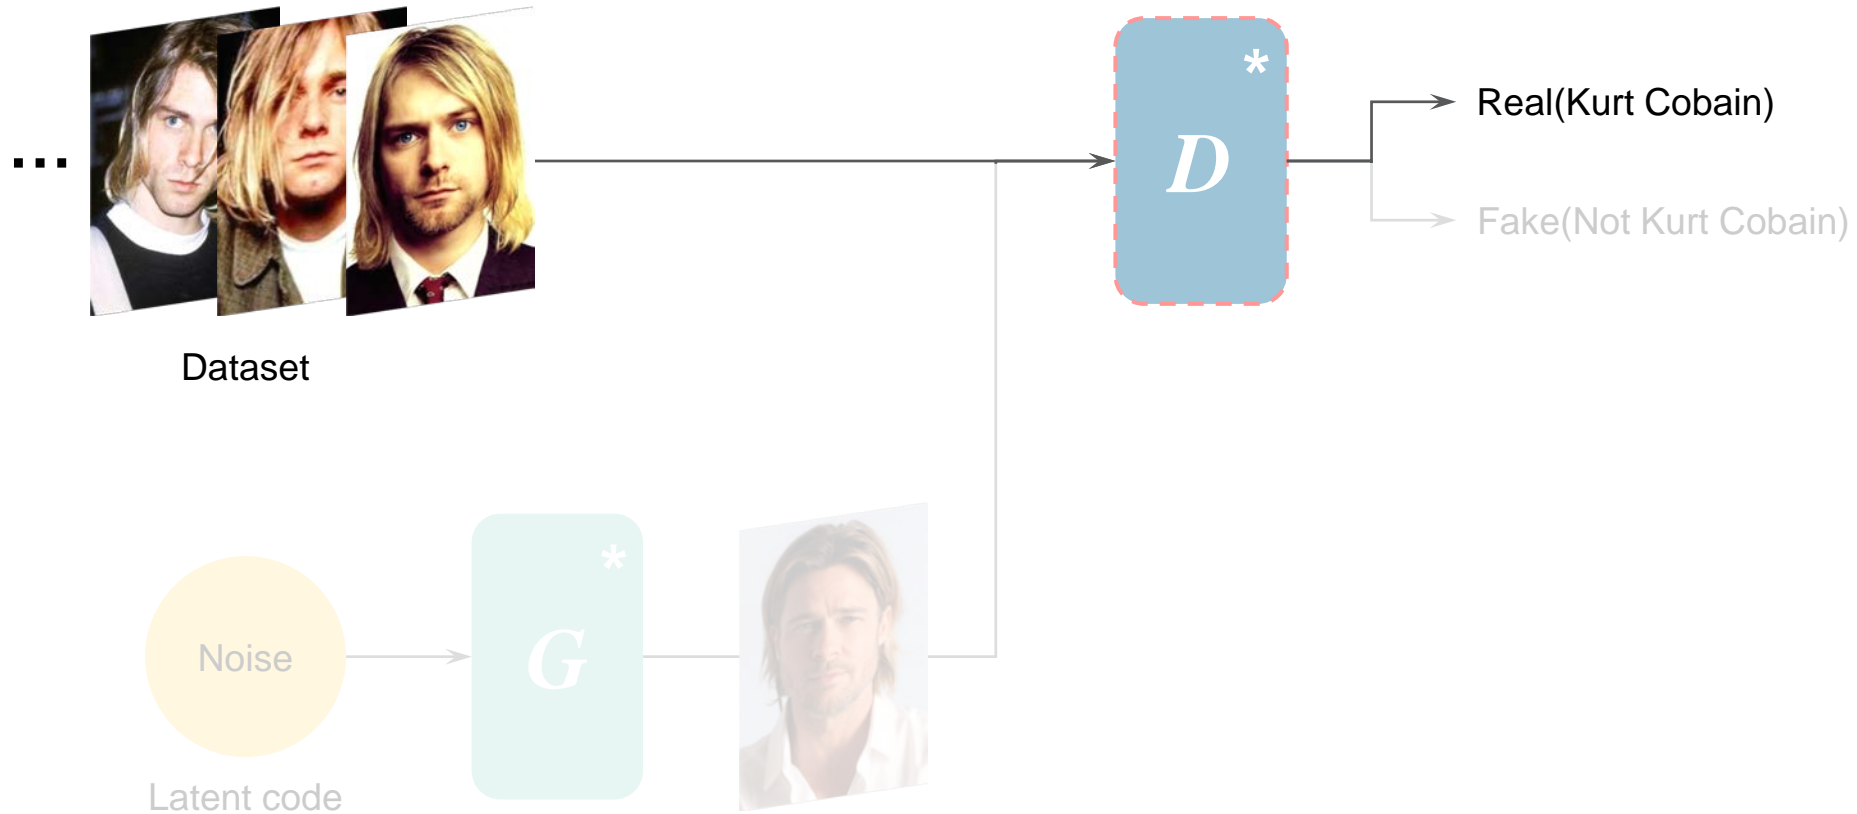 ...
*
D
Real(Kurt Cobain)
Fake(Not Kurt Cobain)
Dataset
*
G
Noise
Latent code